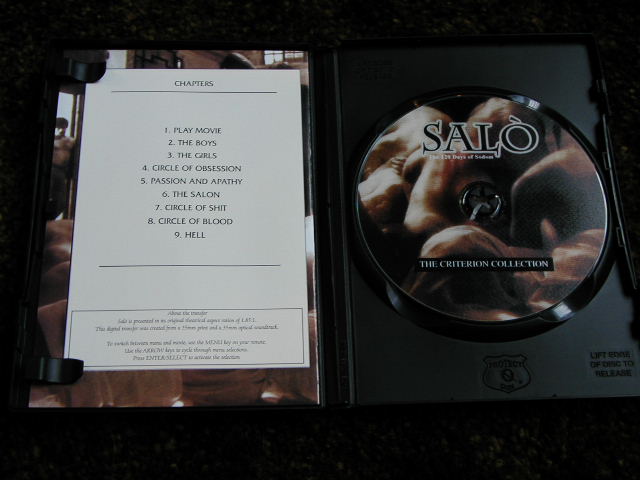 CHAPTERS
1. PLAY MOVIE
2. THE BOYS
3. THE GIRLS
4. CIRCLE OF OBSESSION
5. PASSION AND APATHY
6. THE SALON
7. CIRCLE OF SHIT
8. CIRCLE OF BLOOD
9. HELL
About the transfer
Salò is presented in its original theatrical aspect ratio of 1.85:1.
This digital transfer was created from a 35mm print and a 35mm optical soundtrack.
To switch between menu and movie, use the MENU key on your remote.
Use the ARROW keys to cycle through menu selections.
Press ENTER/SELECT to activate the selection
SALÒ
The 120 Days of Sodom
THE CRITERION COLLECTION
PROTECT
LIFT EDGE
OF DISC TO
RELEASE